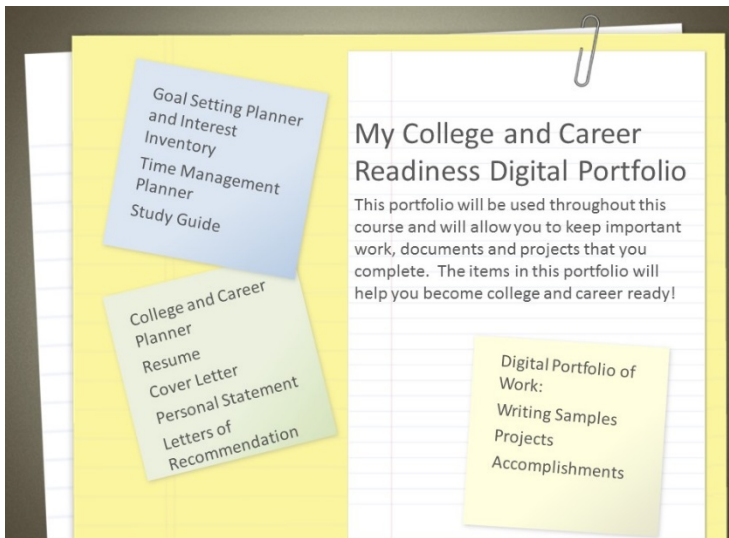 Goal Setting Planner
and Interest
Inventory
Time Management
Planner
Study Guide
College and Career
Planner
Resume
Cover Letter
Personal Statement
Letters of
Recommendation
My College and Career
Readiness Digital Portfolio
This portfolio will be used throughout this
course and will allow you to keep important
work, documents and projects that you
complete.  The items in this portfolio will
help you become college and career ready!
Digital Portfolio of
Work:
Writing Samples
Projects
Accomplishments